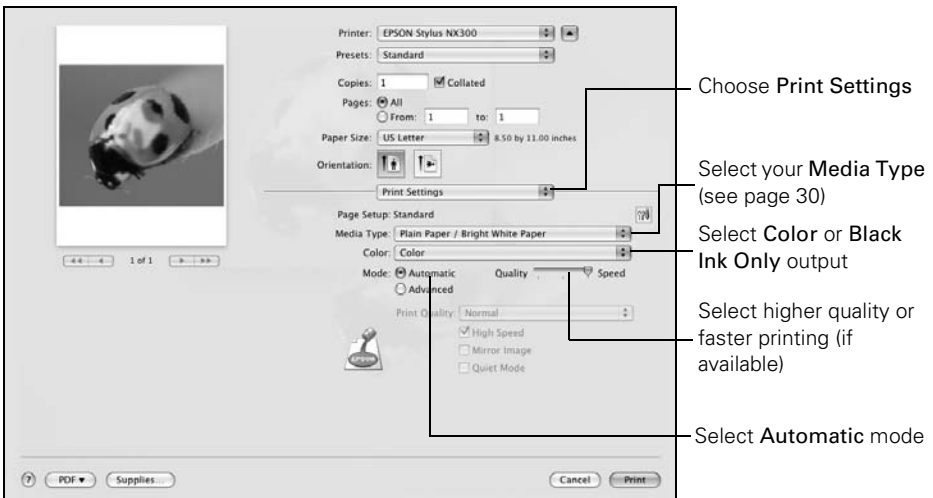 Printer: EPSON Stylus NX300
Presets: Standard
Copies: 1 Collated
Pages: All
From: 1 to: 1
Paper Size: US Letter 8.50 by 11.00 inches
Orientation:
Print Settings
Page Setup: Standard
Media Type: Plain Paper / Bright White Paper
Color: Color
Mode: Automatic Quality Speed
Advanced
Print Quality: Normal
High Speed
Mirror Image
Quiet Mode
EPSON
1 of 1
? PDF Supplies... Cancel Print
Choose Print Settings
Select your Media Type
(see page 30)
Select Color or Black
Ink Only output
Select higher quality or
faster printing (if
available)
Select Automatic mode